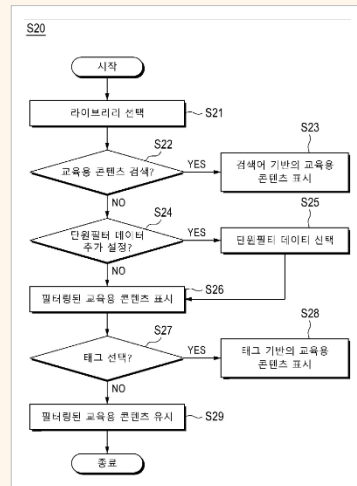 S20
시작
라이브리리 선택
S21
S22
교육용 콘텐츠 검색?
YES
S23
검색어 기반의 교육용
콘텐츠 표시
NO
S24
단원필터 데이터
추가 설정?
YES
S25
단원필티 데이티 선택
NO
S26
필터링된 교육용 콘텐츠 표시
S27
태그 선택?
YES
S28
태그 기반의 교육용
콘텐츠 표시
NO
필터링된 교육용 콘텐츠 유시
S29
종료